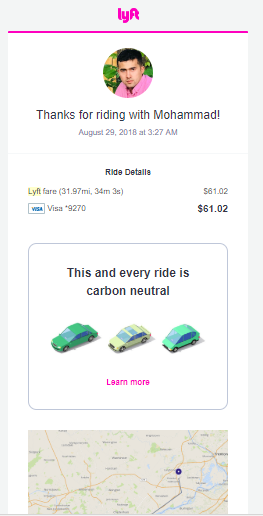 lyft
Thanks for riding with Mohammad!
August 29, 2018 at 3:27 AM
Ride Details
Lyft fare (31.97mi, 34m 3s) $61.02
VISA Visa *9270 $61.02
This and every ride is
carbon neutral
Learn more